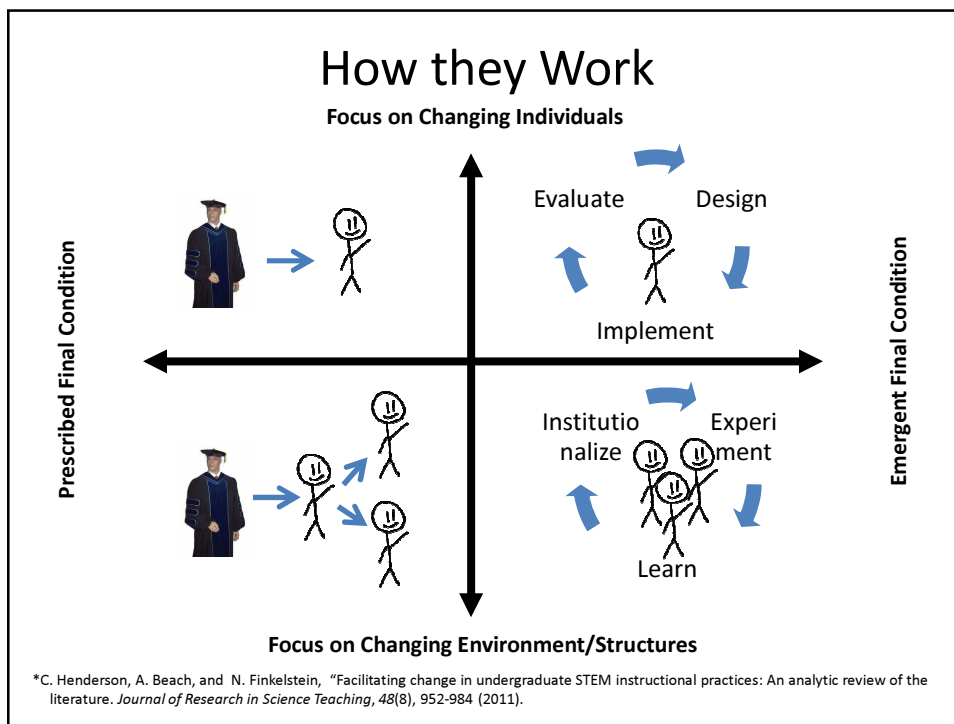 How they Work
Focus on Changing Individuals
Evaluate
Design
Implement
Prescribed Final Condition
Emergent Final Condition
Institutio
nalize
Experi
ment
Learn
Focus on Changing Environment/Structures
*C. Henderson, A. Beach, and N. Finkelstein, “Facilitating change in undergraduate STEM instructional practices: An analytic review of the
literature. Journal of Research in Science Teaching, 48(8), 952-984 (2011).